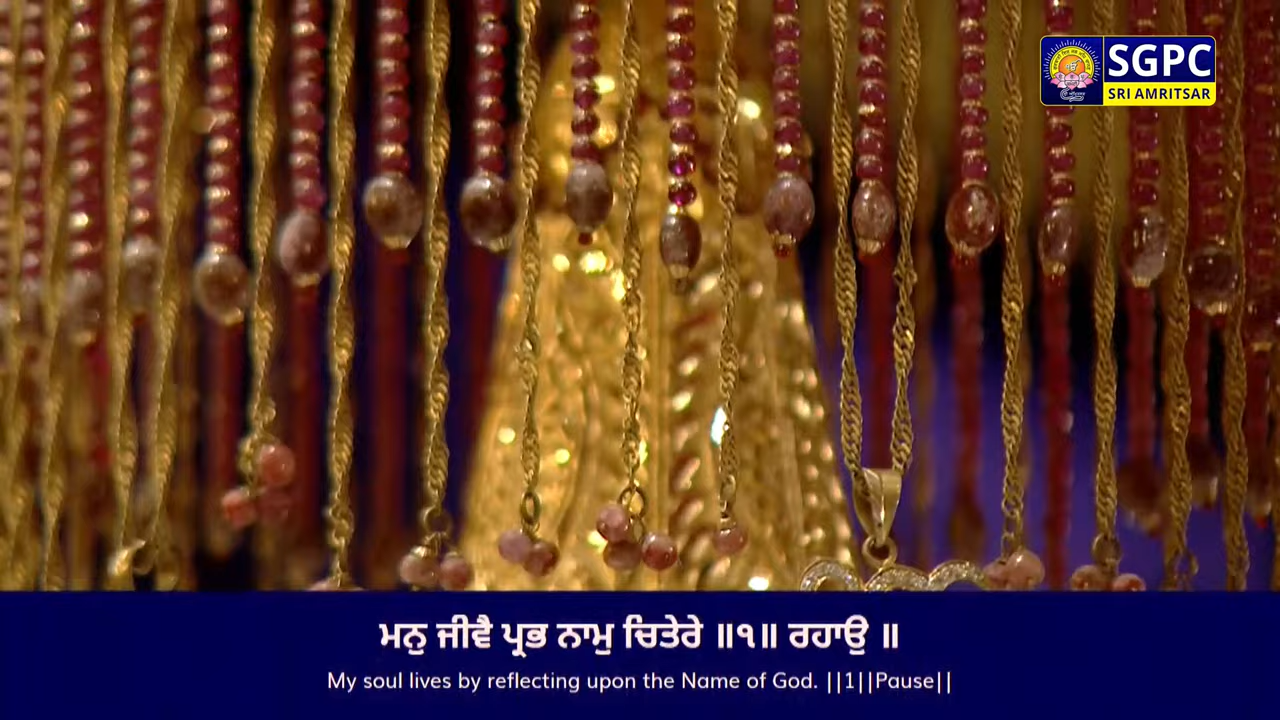 SGPC
SRI AMRITSAR
ਮਨੁ ਜੀਵੈ ਪ੍ਰਭ ਨਾਮੁ ਚਿਤੇਰੇ ॥੧॥ ਰਹਾਉ ॥
My soul lives by reflecting upon the Name of God. ||1||Pause||